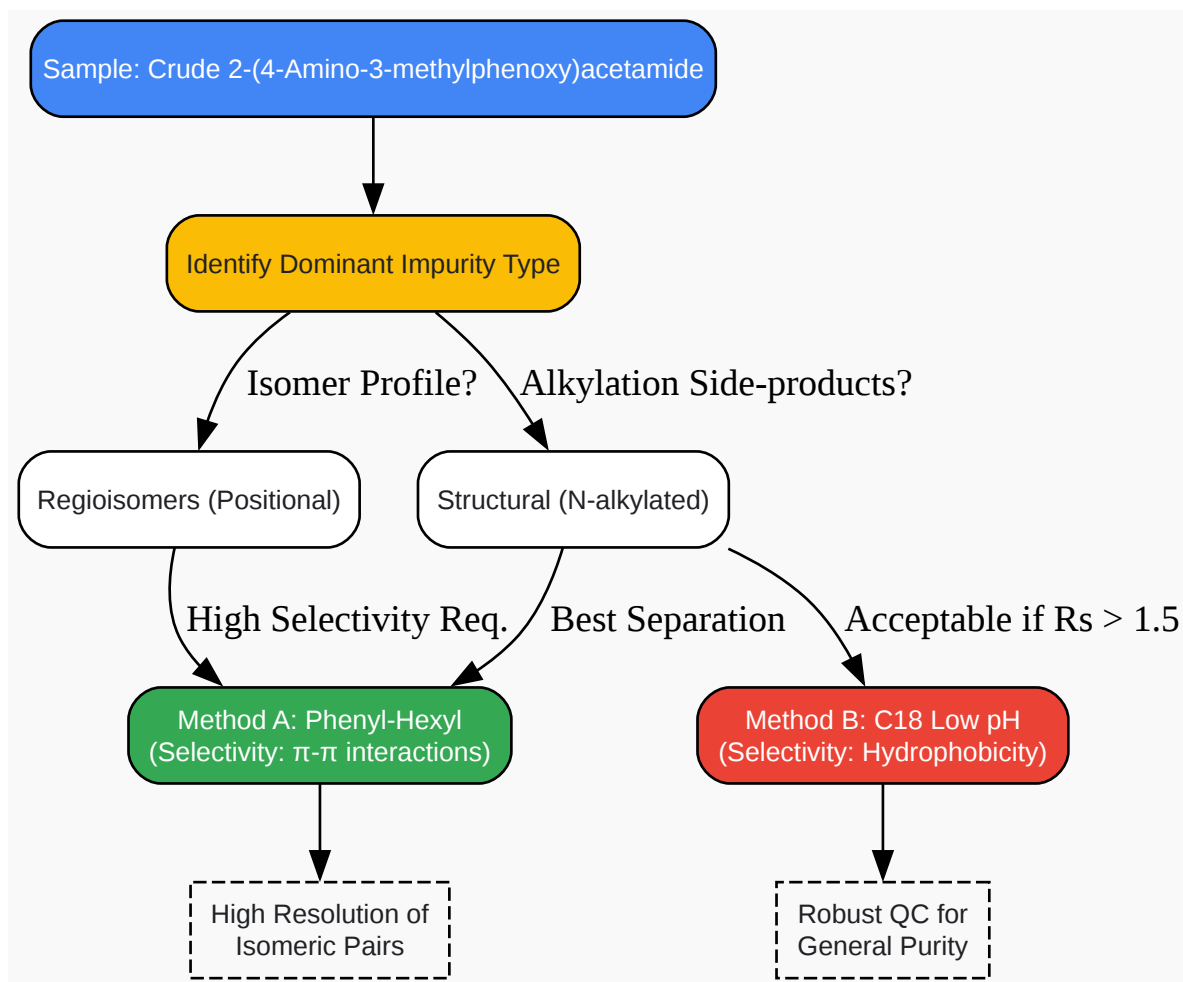 Sample: Crude 2-(4-Amino-3-methylphenoxy)acetamide
Identify Dominant Impurity Type
Isomer Profile?
Alkylation Side-products?
Regioisomers (Positional)
Structural (N-alkylated)
High Selectivity Req.
Best Separation
Acceptable if Rs > 1.5
Method A: Phenyl-Hexyl
(Selectivity: π-π interactions)
Method B: C18 Low pH
(Selectivity: Hydrophobicity)
High Resolution of
Isomeric Pairs
Robust QC for
General Purity